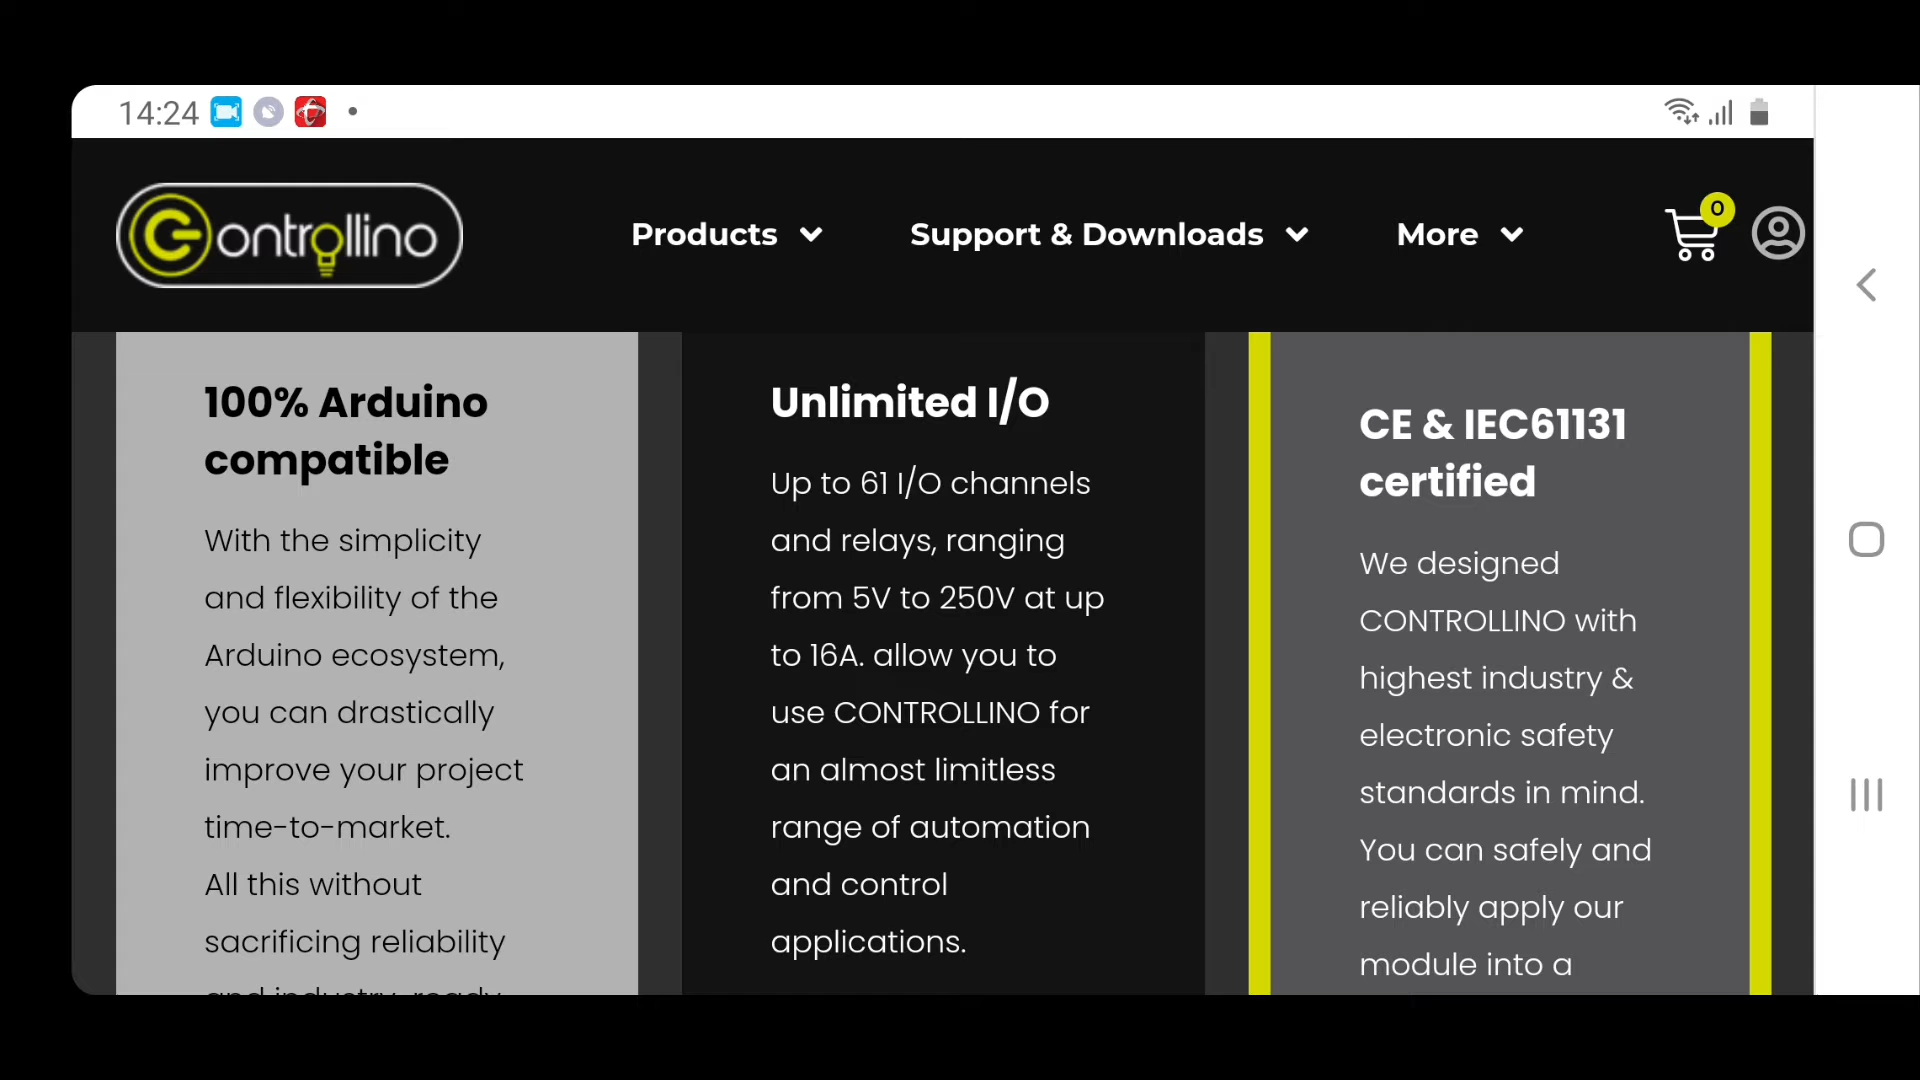 14:24
Controllino
Products
Support & Downloads
More
0
100% Arduino
compatible
With the simplicity
and flexibility of the
Arduino ecosystem,
you can drastically
improve your project
time-to-market.
All this without
sacrificing reliability
and industry-ready
Unlimited I/O
Up to 61 I/O channels
and relays, ranging
from 5V to 250V at up
to 16A. allow you to
use CONTROLLINO for
an almost limitless
range of automation
and control
applications.
CE & IEC61131
certified
We designed
CONTROLLINO with
highest industry &
electronic safety
standards in mind.
You can safely and
reliably apply our
module into a